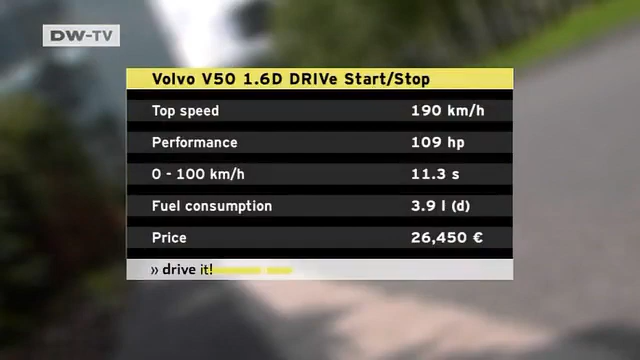 DW-TV
Volvo V50 1.6D DRIVe Start/Stop
Top speed 190 km/h
Performance 109 hp
0 - 100 km/h 11.3 s
Fuel consumption 3.9 l (d)
Price 26,450 €
» drive it!